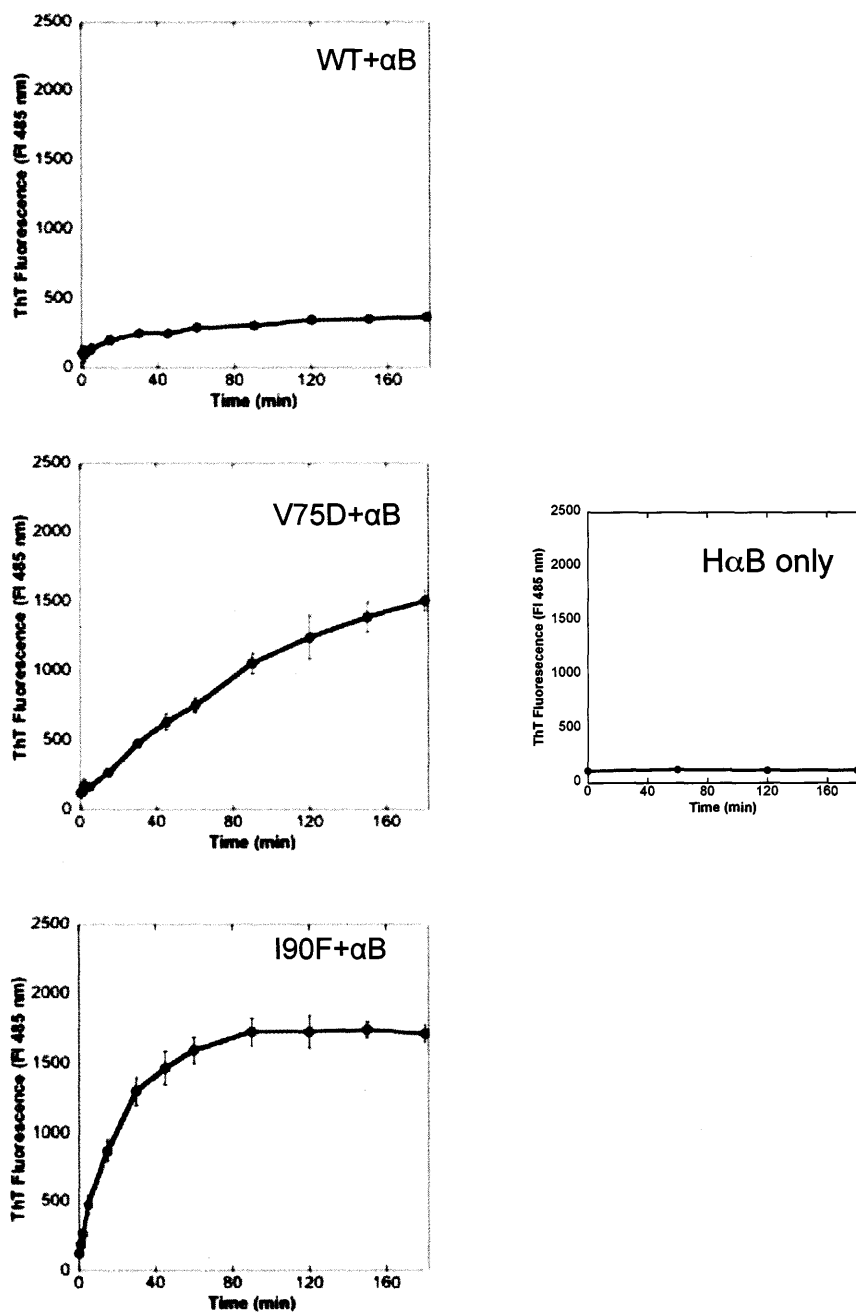 WT+αB
ThT Fluorescence (FI 485 nm)
2500
2000
1500
1000
500
0
0 40 80 120 160
Time (min)
V75D+αB
ThT Fluorescence (FI 485 nm)
2500
2000
1500
1000
500
0
0 40 80 120 160
Time (min)
HαB only
ThT Fluoresecence (FI 485 nm)
2500
2000
1500
1000
500
0
0 40 80 120 160
Time (min)
I90F+αB
ThT Fluorescence (FI 485 nm)
2500
2000
1500
1000
500
0
0 40 80 120 160
Time (min)